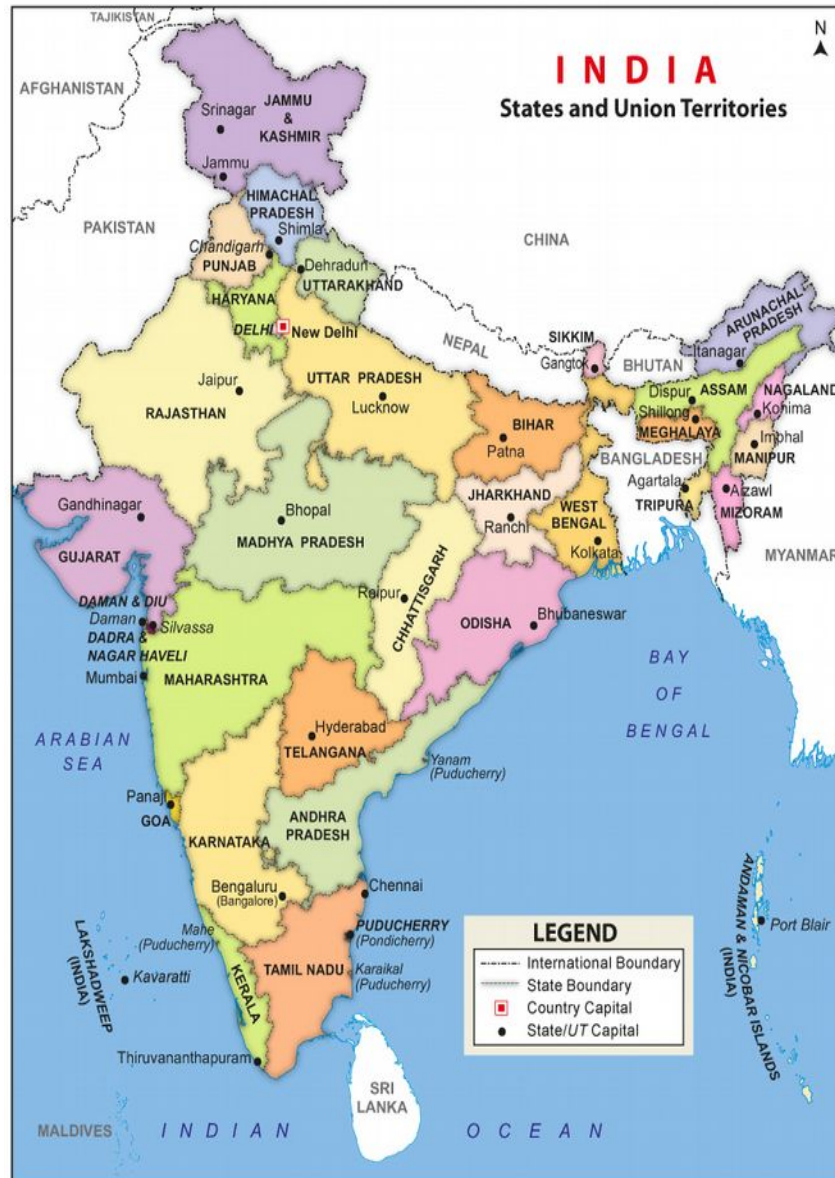 TAJIKISTAN
N
AFGHANISTAN
INDIA
States and Union Territories
JAMMU
&
KASHMIR
Srinagar
Jammu
HIMACHAL
PRADESH
Shimla
PAKISTAN
CHINA
Chandigarh
PUNJAB
Dehradun
UTTARAKHAND
HARYANA
DELHI
New Delhi
ARUNACHAL
PRADESH
Itanagar
NEPAL
SIKKIM
Gangtok
BHUTAN
Jaipur
RAJASTHAN
UTTAR PRADESH
Lucknow
Dispur
ASSAM
NAGALAND
Shillong
Kohima
MEGHALAYA
BIHAR
Patna
Imphal
MANIPUR
BANGLADESH
Agartala
TRIPURA
Aizawl
MIZORAM
JHARKHAND
Ranchi
WEST
BENGAL
Kolkata
Gandhinagar
GUJARAT
Bhopal
MADHYA PRADESH
MYANMAR
DAMAN & DIU
Daman
Silvassa
DADRA &
NAGAR HAVELI
Mumbai
MAHARASHTRA
Raipur
CHHATTISGARH
ODISHA
Bhubaneswar
BAY
OF
BENGAL
ARABIAN
SEA
Hyderabad
TELANGANA
Yanam
(Puducherry)
Panaji
GOA
KARNATAKA
ANDHRA
PRADESH
Bengaluru
(Bangalore)
Chennai
Mahe
(Puducherry)
PUDUCHERRY
(Pondicherry)
LAKSHADWEEP
(INDIA)
Kavaratti
KERALA
TAMIL NADU
Karaikal
(Puducherry)
Thiruvananthapuram
SRI
LANKA
MALDIVES
INDIAN OCEAN
ANDAMAN & NICOBAR ISLANDS
(INDIA)
Port Blair
LEGEND
International Boundary
State Boundary
Country Capital
State/UT Capital